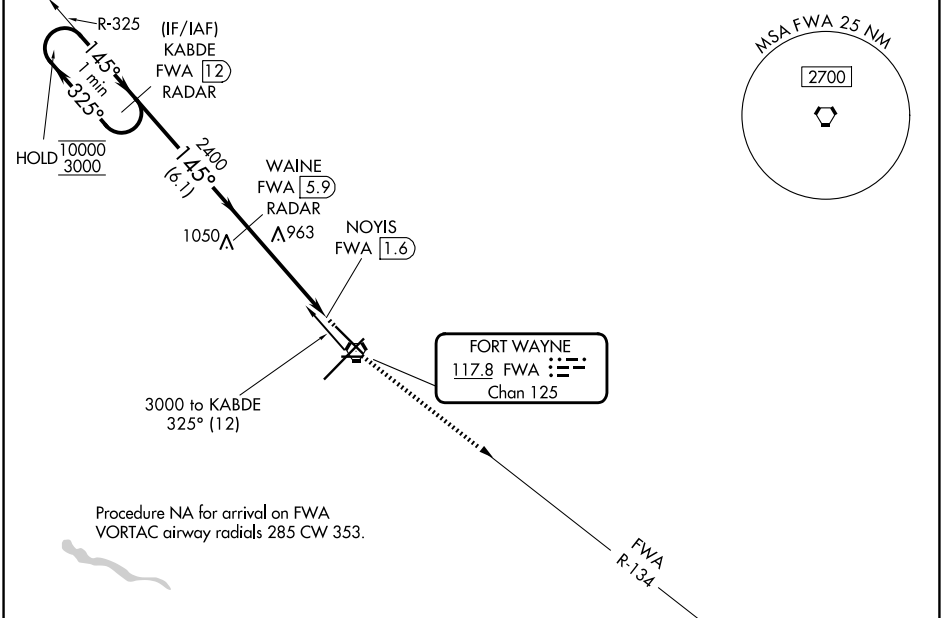 R-325
(IF/IAF)
KABDE
FWA 12
RADAR
145°
1 min
325°
HOLD 10000
3000
2400
145°
(6.1)
WAINE
FWA 5.9
RADAR
1050
963
NOYIS
FWA 1.6
MSA FWA 25 NM
2700
FORT WAYNE
117.8 FWA
Chan 125
3000 to KABDE
325° (12)
Procedure NA for arrival on FWA
VORTAC airway radials 285 CW 353.
FWA
R-134